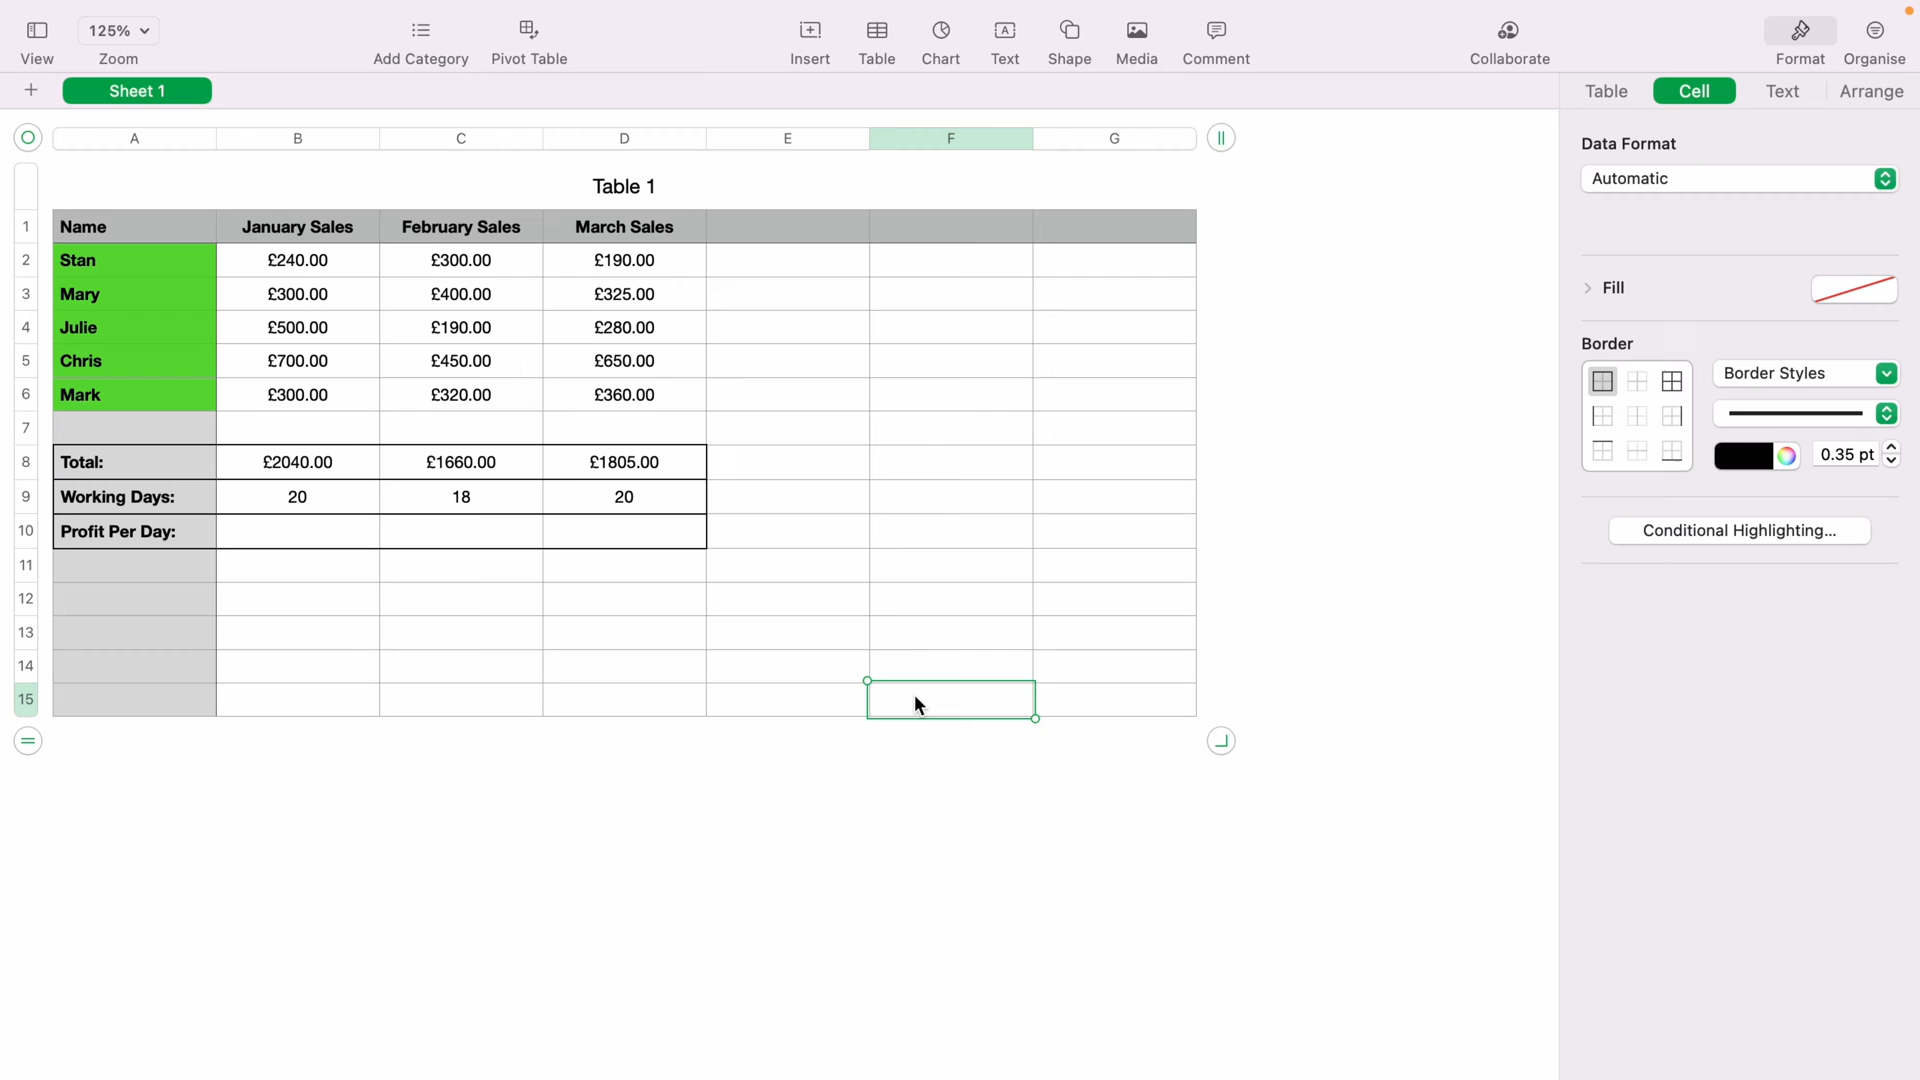 View
125%
Zoom
Add Category
Pivot Table
Insert
Table
Chart
Text
Shape
Media
Comment
Collaborate
Format
Organise
+ Sheet 1
Table Cell Text Arrange
A B C D E F G
Table 1
1 Name January Sales February Sales March Sales
2 Stan £240.00 £300.00 £190.00
3 Mary £300.00 £400.00 £325.00
4 Julie £500.00 £190.00 £280.00
5 Chris £700.00 £450.00 £650.00
6 Mark £300.00 £320.00 £360.00
7
8 Total: £2040.00 £1660.00 £1805.00
9 Working Days: 20 18 20
10 Profit Per Day:
11
12
13
14
15
Data Format
Automatic
Fill
Border
Border Styles
0.35 pt
Conditional Highlighting...